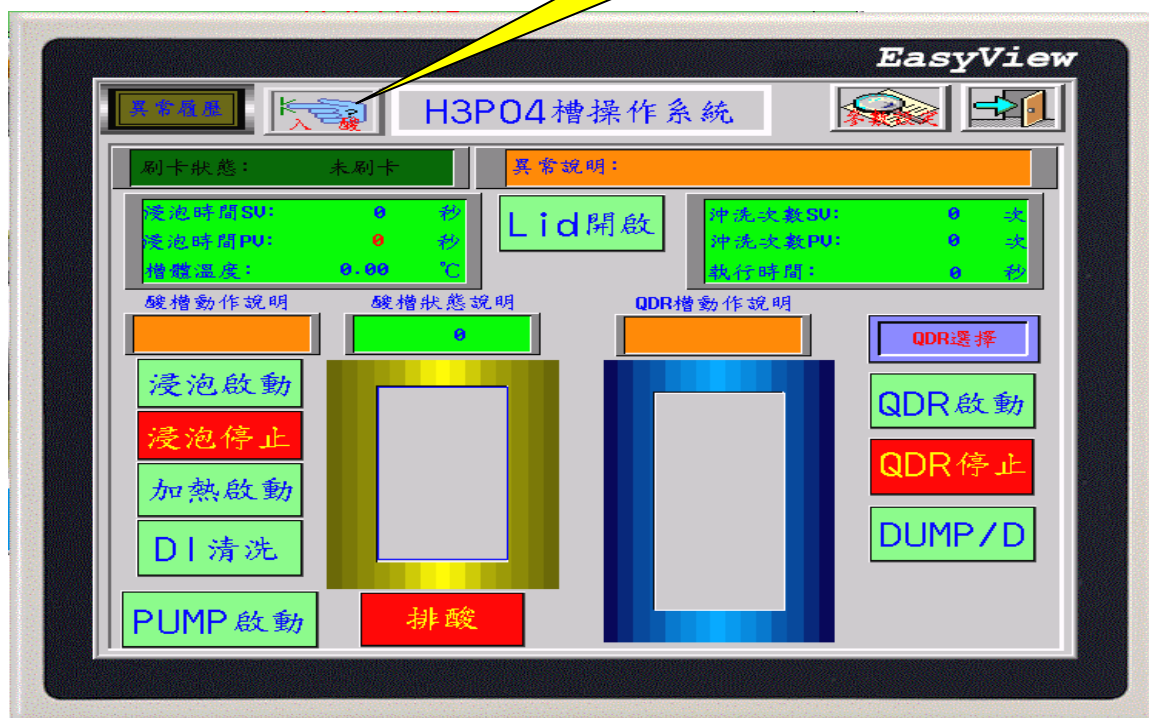 EasyView
異常履歷
入酸
H3PO4槽操作系統
參數設定
刷卡狀態: 未刷卡
異常說明:
浸泡時間SV: 0 秒
浸泡時間PV: 0 秒
槽體溫度: 0.00 ℃
Lid開啟
沖洗次數SV: 0 次
沖洗次數PV: 0 次
執行時間: 0 秒
酸槽動作說明
酸槽狀態說明
0
QDR槽動作說明
QDR選擇
浸泡啟動
浸泡停止
加熱啟動
DI清洗
PUMP啟動
排酸
QDR啟動
QDR停止
DUMP/D